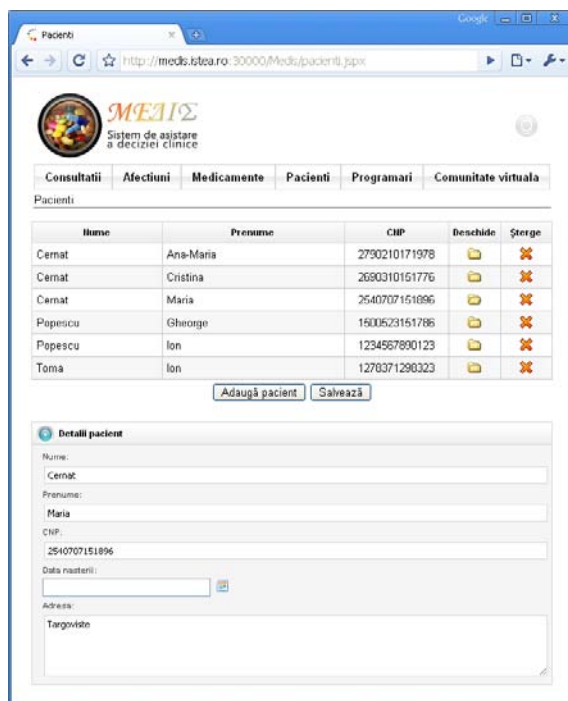 Google
Pacienti
http://medis.istea.ro:30000/Medis/pacienti.jspx
ΜΕΔΙΣ
Sistem de asistare
a deciziei clinice
Consultatii Afectiuni Medicamente Pacienti Programari Comunitate virtuala
Pacienti
Nume Prenume CNP Deschide Şterge
Cernat Ana-Maria 2790210171978
Cernat Cristina 2690310151776
Cernat Maria 2540707151896
Popescu Gheorge 1500523151786
Popescu Ion 1234567890123
Toma Ion 1278371298323
Adaugă pacient Salvează
Detalii pacient
Nume:
Cernat
Prenume:
Maria
CNP:
2540707151896
Data nasterii:
Adresa:
Targoviste